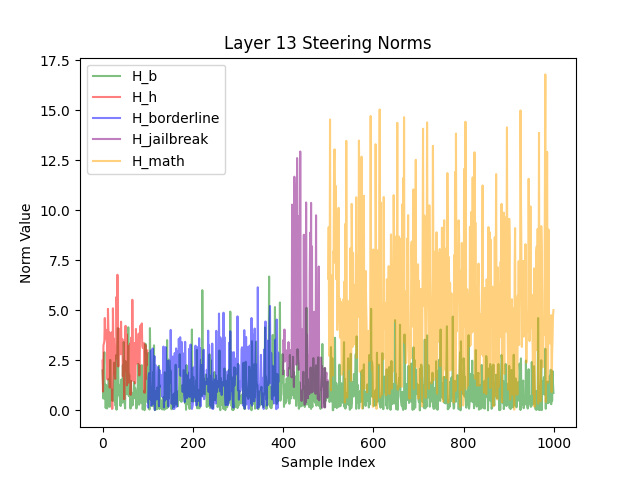 Layer 13 Steering Norms
17.5
15.0
12.5
10.0
7.5
5.0
2.5
0.0
Norm Value
H_b
H_h
H_borderline
H_jailbreak
H_math
0 200 400 600 800 1000
Sample Index